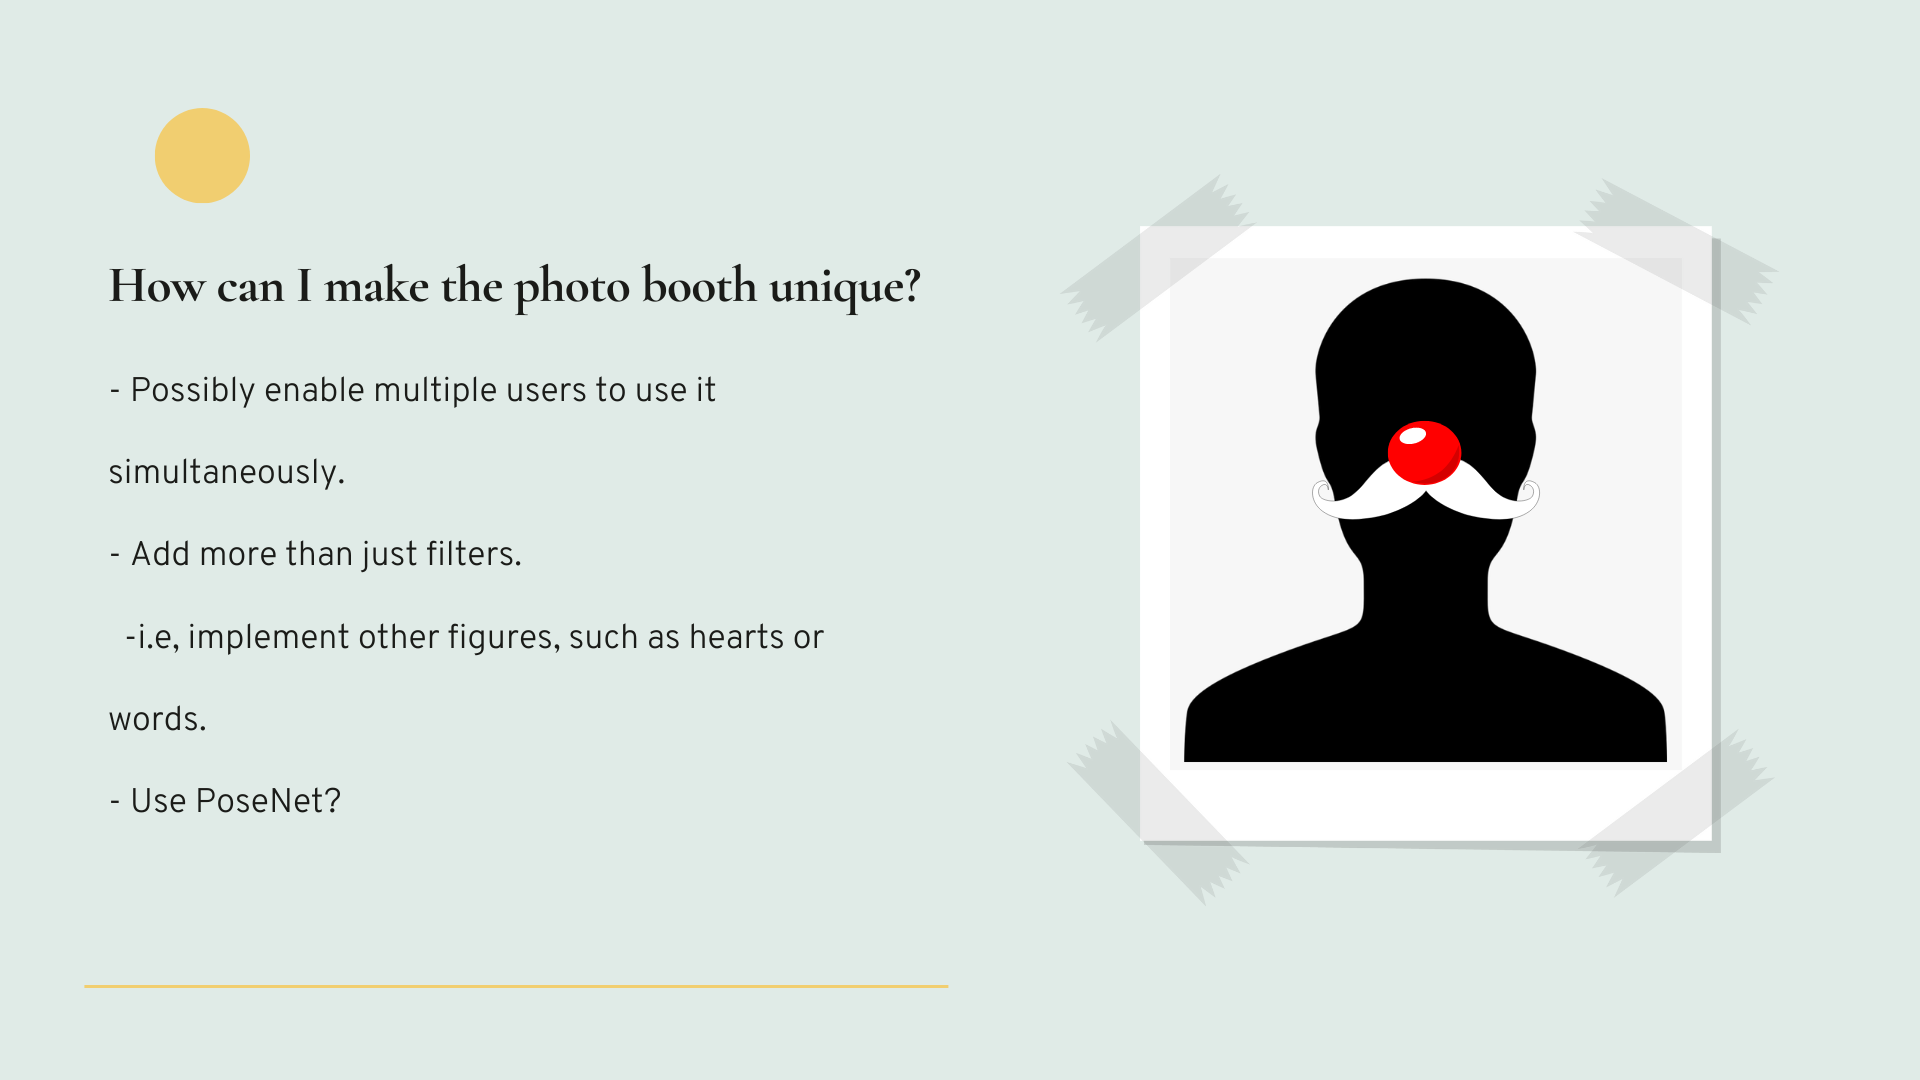 How can I make the photo booth unique?
- Possibly enable multiple users to use it
simultaneously.
- Add more than just filters.
-i.e, implement other figures, such as hearts or
words.
- Use PoseNet?